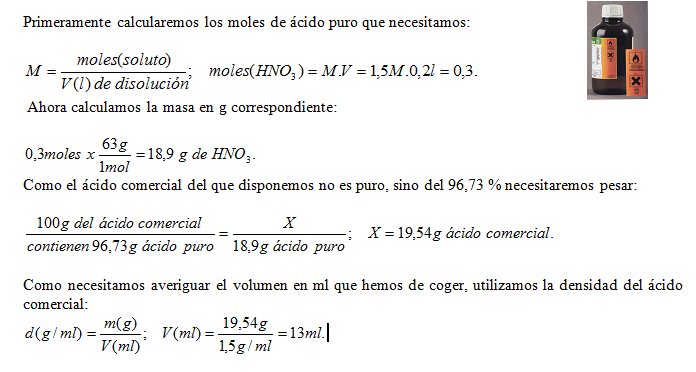 Primeramente calcularemos los moles de ácido puro que necesitamos:
M = moles(soluto) / V(l) de disolución; moles(HNO₃) = M.V = 1,5M.0,2l = 0,3.
Ahora calculamos la masa en g correspondiente:
0,3moles x 63g / 1mol = 18,9 g de HNO₃.
Como el ácido comercial del que disponemos no es puro, sino del 96,73 % necesitaremos pesar:
100g del ácido comercial / contienen 96,73g ácido puro = X / 18,9g ácido puro; X = 19,54g ácido comercial.
Como necesitamos averiguar el volumen en ml que hemos de coger, utilizamos la densidad del ácido
comercial:
d(g/ml) = m(g) / V(ml); V(ml) = 19,54g / 1,5g/ml = 13ml.